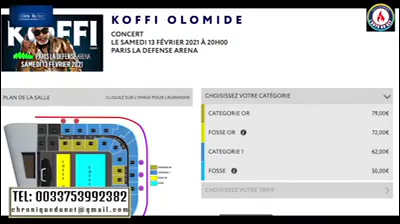 KOFFI OLOMIDE
CONCERT
LE SAMEDI 13 FÉVRIER 2021 À 20H00
PARIS LA DEFENSE ARENA
KOFFI
PARIS LA DEFENSE ARENA
SAMEDI 13 FEVRIER 2021
PLAN DE LA SALLE
CLIQUEZ SUR L'IMAGE POUR L'AGRANDIR
CHOISISSEZ VOTRE CATÉGORIE
CATEGORIE OR 79,00€
FOSSE OR 72,00€
CATEGORIE 1 62,00€
FOSSE 50,00€
CHOISISSEZ VOTRE TARIF
TEL: 0033753992382
chroniquedunet@gmail.com